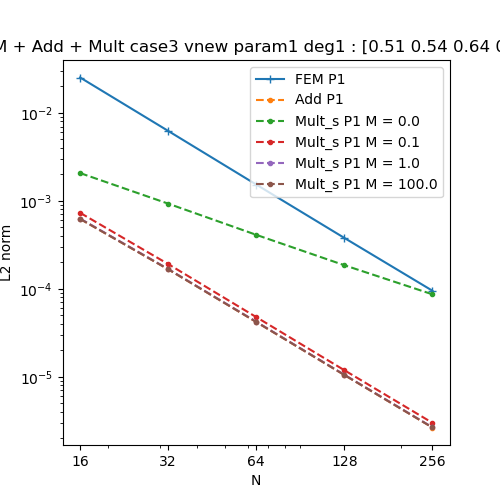 M + Add + Mult case3 vnew param1 deg1 : [0.51 0.54 0.64 0
FEM P1
Add P1
Mult_s P1 M = 0.0
Mult_s P1 M = 0.1
Mult_s P1 M = 1.0
Mult_s P1 M = 100.0
10⁻²
10⁻³
10⁻⁴
10⁻⁵
L2 norm
16 32 64 128 256
N